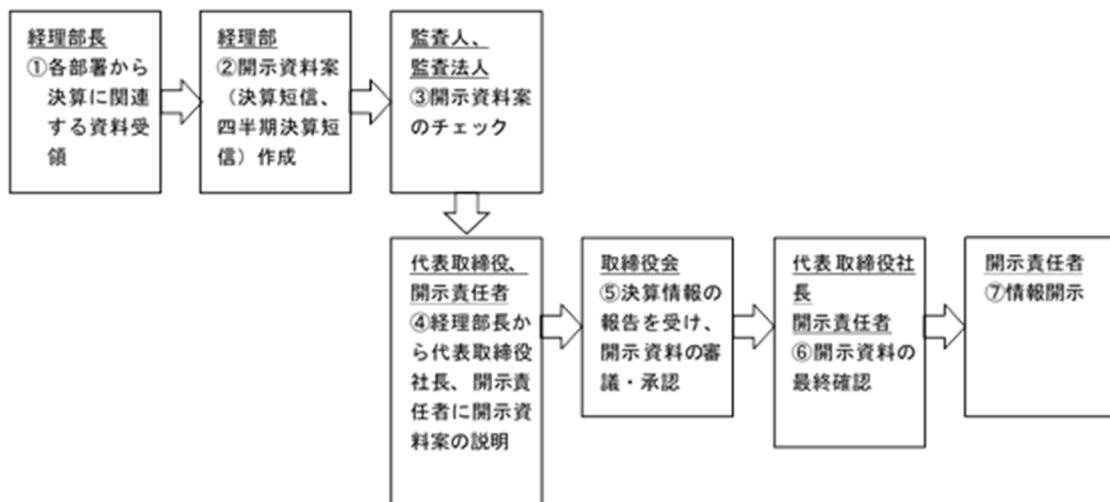 経理部長
①各部署から
決算に関連
する資料受
領
経理部
②開示資料案
（決算短信、
四半期決算短
信）作成
監査人、
監査法人
③開示資料案
のチェック
代表取締役、
開示責任者
④経理部長か
ら代表取締役
社長、開示責
任者に開示資
料案の説明
取締役会
⑤決算情報の
報告を受け、
開示資料の審
議・承認
代表取締役社
長
開示責任者
⑥開示資料の
最終確認
開示責任者
⑦情報開示